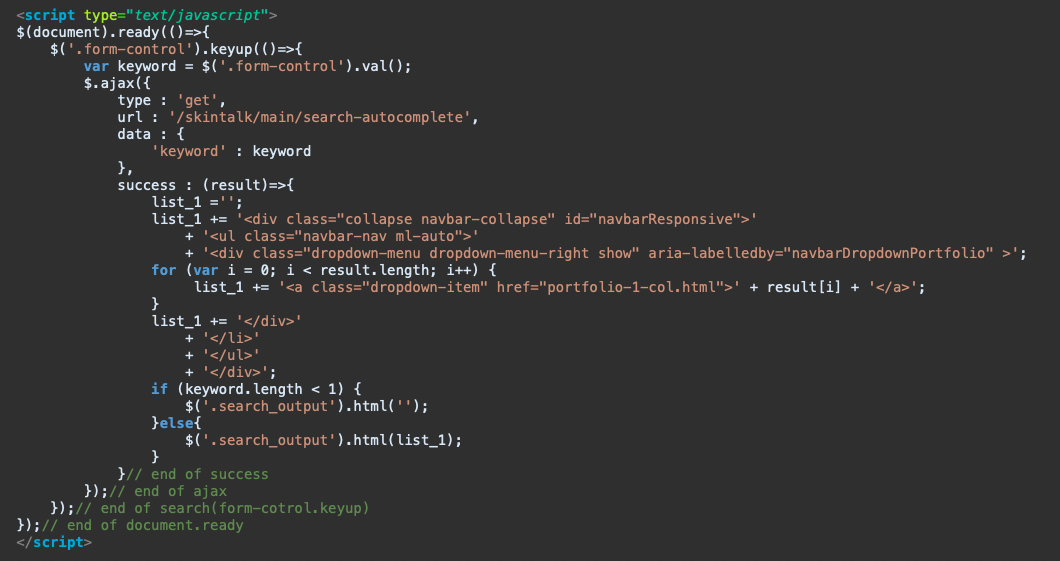 <script type="text/javascript">
$(document).ready(()=>{
    $('.form-control').keyup(()=>{
        var keyword = $('.form-control').val();
        $.ajax({
            type : 'get',
            url : '/skintalk/main/search-autocomplete',
            data : {
                'keyword' : keyword
            },
            success : (result)=>{
                list_1 ='';
                list_1 += '<div class="collapse navbar-collapse" id="navbarResponsive">'
                    + '<ul class="navbar-nav ml-auto">'
                    + '<div class="dropdown-menu dropdown-menu-right show" aria-labelledby="navbarDropdownPortfolio" >';
                for (var i = 0; i < result.length; i++) {
                     list_1 += '<a class="dropdown-item" href="portfolio-1-col.html">' + result[i] + '</a>';
                }
                list_1 += '</div>'
                    + '</li>'
                    + '</ul>'
                    + '</div>';
                if (keyword.length < 1) {
                    $('.search_output').html('');
                }else{
                    $('.search_output').html(list_1);
                }
            }// end of success
        });// end of ajax
    });// end of search(form-cotrol.keyup)
});// end of document.ready
</script>